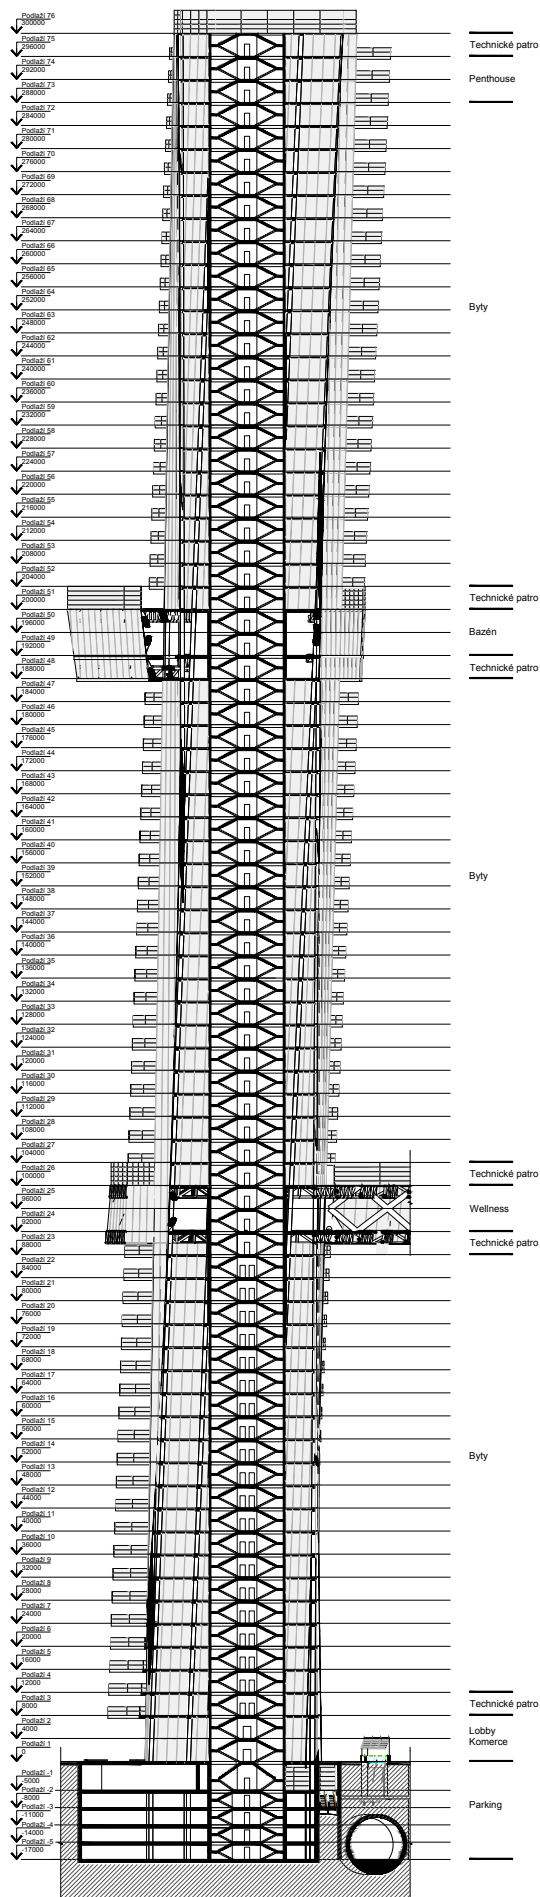 Podlaží 76
300000
Podlaží 75
296000
Technické patro
Podlaží 74
292000
Penthouse
Podlaží 73
288000
Podlaží 72
284000
Podlaží 71
280000
Podlaží 70
276000
Podlaží 69
272000
Podlaží 68
268000
Podlaží 67
264000
Podlaží 66
260000
Podlaží 65
256000
Podlaží 64
252000
Byty
Podlaží 63
248000
Podlaží 62
244000
Podlaží 61
240000
Podlaží 60
236000
Podlaží 59
232000
Podlaží 58
228000
Podlaží 57
224000
Podlaží 56
220000
Podlaží 55
216000
Podlaží 54
212000
Podlaží 53
208000
Podlaží 52
204000
Podlaží 51
200000
Technické patro
Podlaží 50
196000
Bazén
Podlaží 49
192000
Podlaží 48
188000
Technické patro
Podlaží 47
184000
Podlaží 46
180000
Podlaží 45
176000
Podlaží 44
172000
Podlaží 43
168000
Podlaží 42
164000
Podlaží 41
160000
Podlaží 40
156000
Podlaží 39
152000
Byty
Podlaží 38
148000
Podlaží 37
144000
Podlaží 36
140000
Podlaží 35
136000
Podlaží 34
132000
Podlaží 33
128000
Podlaží 32
124000
Podlaží 31
120000
Podlaží 30
116000
Podlaží 29
112000
Podlaží 28
108000
Podlaží 27
104000
Podlaží 26
100000
Technické patro
Podlaží 25
96000
Wellness
Podlaží 24
92000
Podlaží 23
88000
Technické patro
Podlaží 22
84000
Podlaží 21
80000
Podlaží 20
76000
Podlaží 19
72000
Podlaží 18
68000
Podlaží 17
64000
Podlaží 16
60000
Podlaží 15
56000
Podlaží 14
52000
Byty
Podlaží 13
48000
Podlaží 12
44000
Podlaží 11
40000
Podlaží 10
36000
Podlaží 9
32000
Podlaží 8
28000
Podlaží 7
24000
Podlaží 6
20000
Podlaží 5
16000
Podlaží 4
12000
Podlaží 3
8000
Technické patro
Podlaží 2
4000
Lobby
Komerce
Podlaží 1
0
Podlaží -1
-5000
Podlaží -2
-8000
Parking
Podlaží -3
-11000
Podlaží -4
-14000
Podlaží -5
-17000